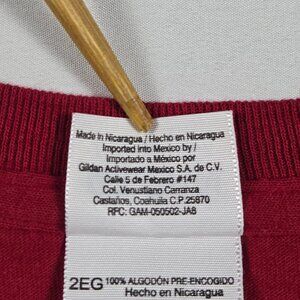 Made in Nicaragua / Hecho en Nicaragua
Imported into Mexico by /
Importado a México por
Gildan Activewear Mexico S.A. de C.V.
Calle 5 de Febrero #147
Col. Venustiano Carranza
Castaños, Coahuila C.P. 25870
RFC: GAM-050502-JA8
2EG 100% ALGODÓN PRE-ENCOGIDO
Hecho en Nicaragua